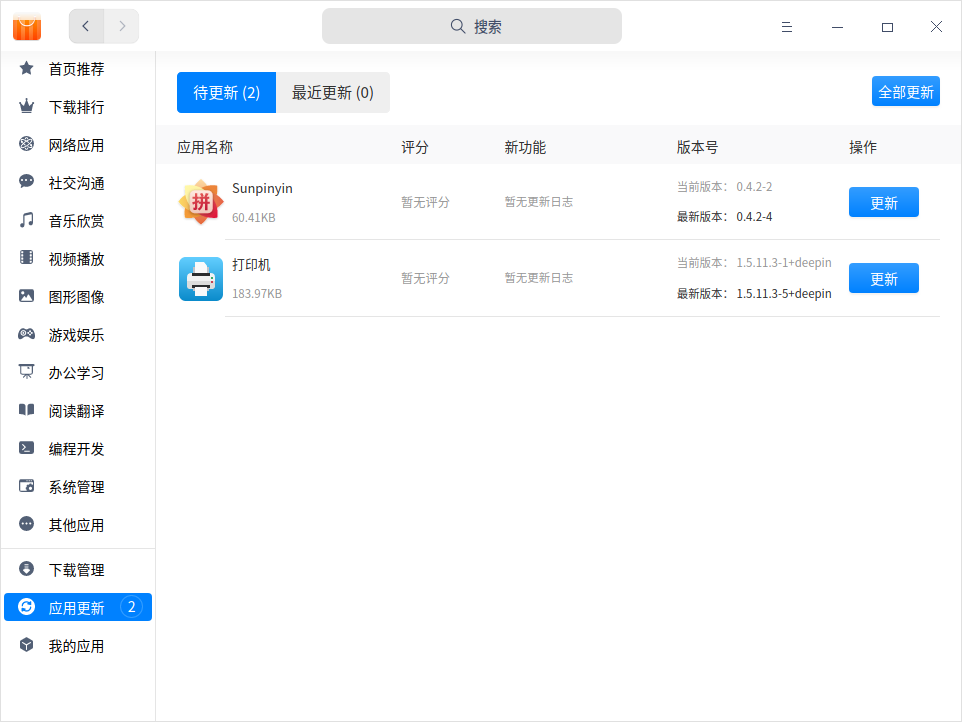 搜索
首页推荐
下载排行
网络应用
社交沟通
音乐欣赏
视频播放
图形图像
游戏娱乐
办公学习
阅读翻译
编程开发
系统管理
其他应用
下载管理
应用更新 2
我的应用
待更新 (2) 最近更新 (0) 全部更新
应用名称 评分 新功能 版本号 操作
拼
Sunpinyin
60.41KB
暂无评分
暂无更新日志
当前版本： 0.4.2-2
最新版本： 0.4.2-4
更新
打印机
183.97KB
暂无评分
暂无更新日志
当前版本： 1.5.11.3-1+deepin
最新版本： 1.5.11.3-5+deepin
更新